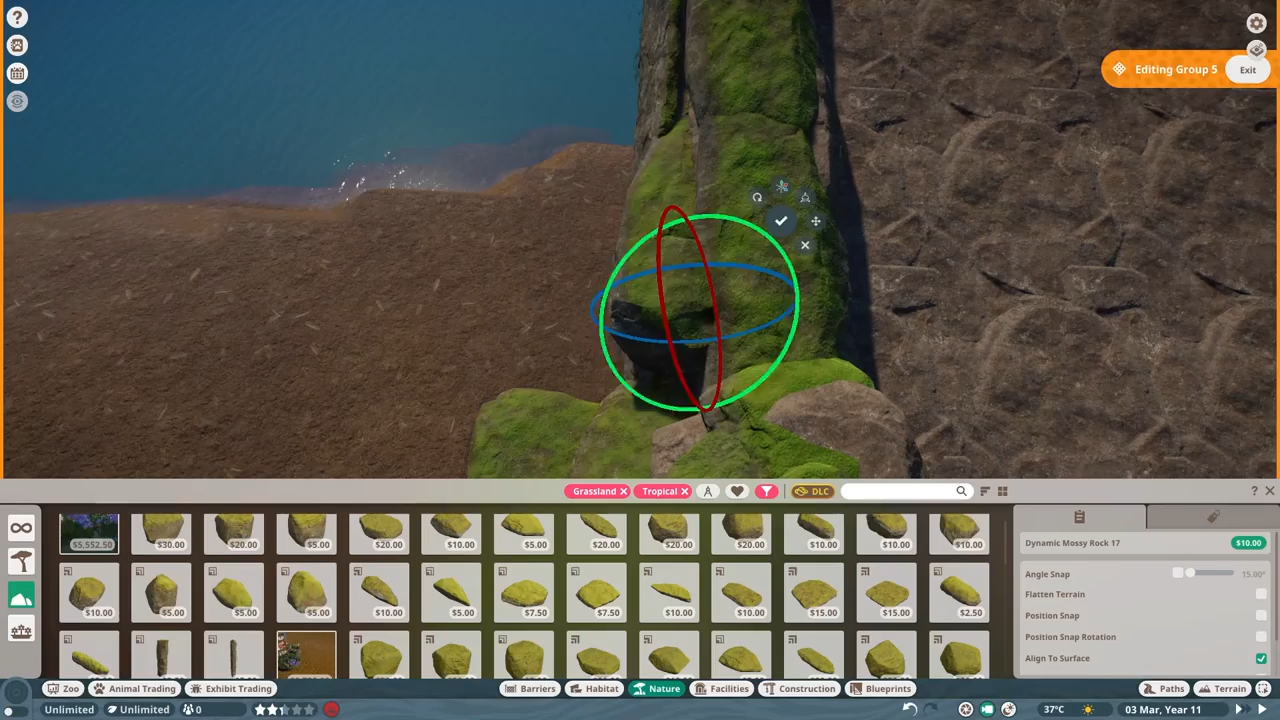 ?
Editing Group 5 Exit
Grassland × Tropical × DLC
? ×
$5,552.50 $30.00 $20.00 $5.00 $20.00 $10.00 $5.00 $20.00 $20.00 $20.00 $10.00 $10.00 $10.00
$10.00 $5.00 $5.00 $5.00 $10.00 $5.00 $7.50 $7.50 $10.00 $10.00 $15.00 $15.00 $2.50
Dynamic Mossy Rock 17 $10.00
Angle Snap 15.00°
Flatten Terrain
Position Snap
Position Snap Rotation
Align To Surface
Zoo Animal Trading Exhibit Trading Barriers Habitat Nature Facilities Construction Blueprints Paths Terrain
Unlimited Unlimited 0 37°C 03 Mar, Year 11